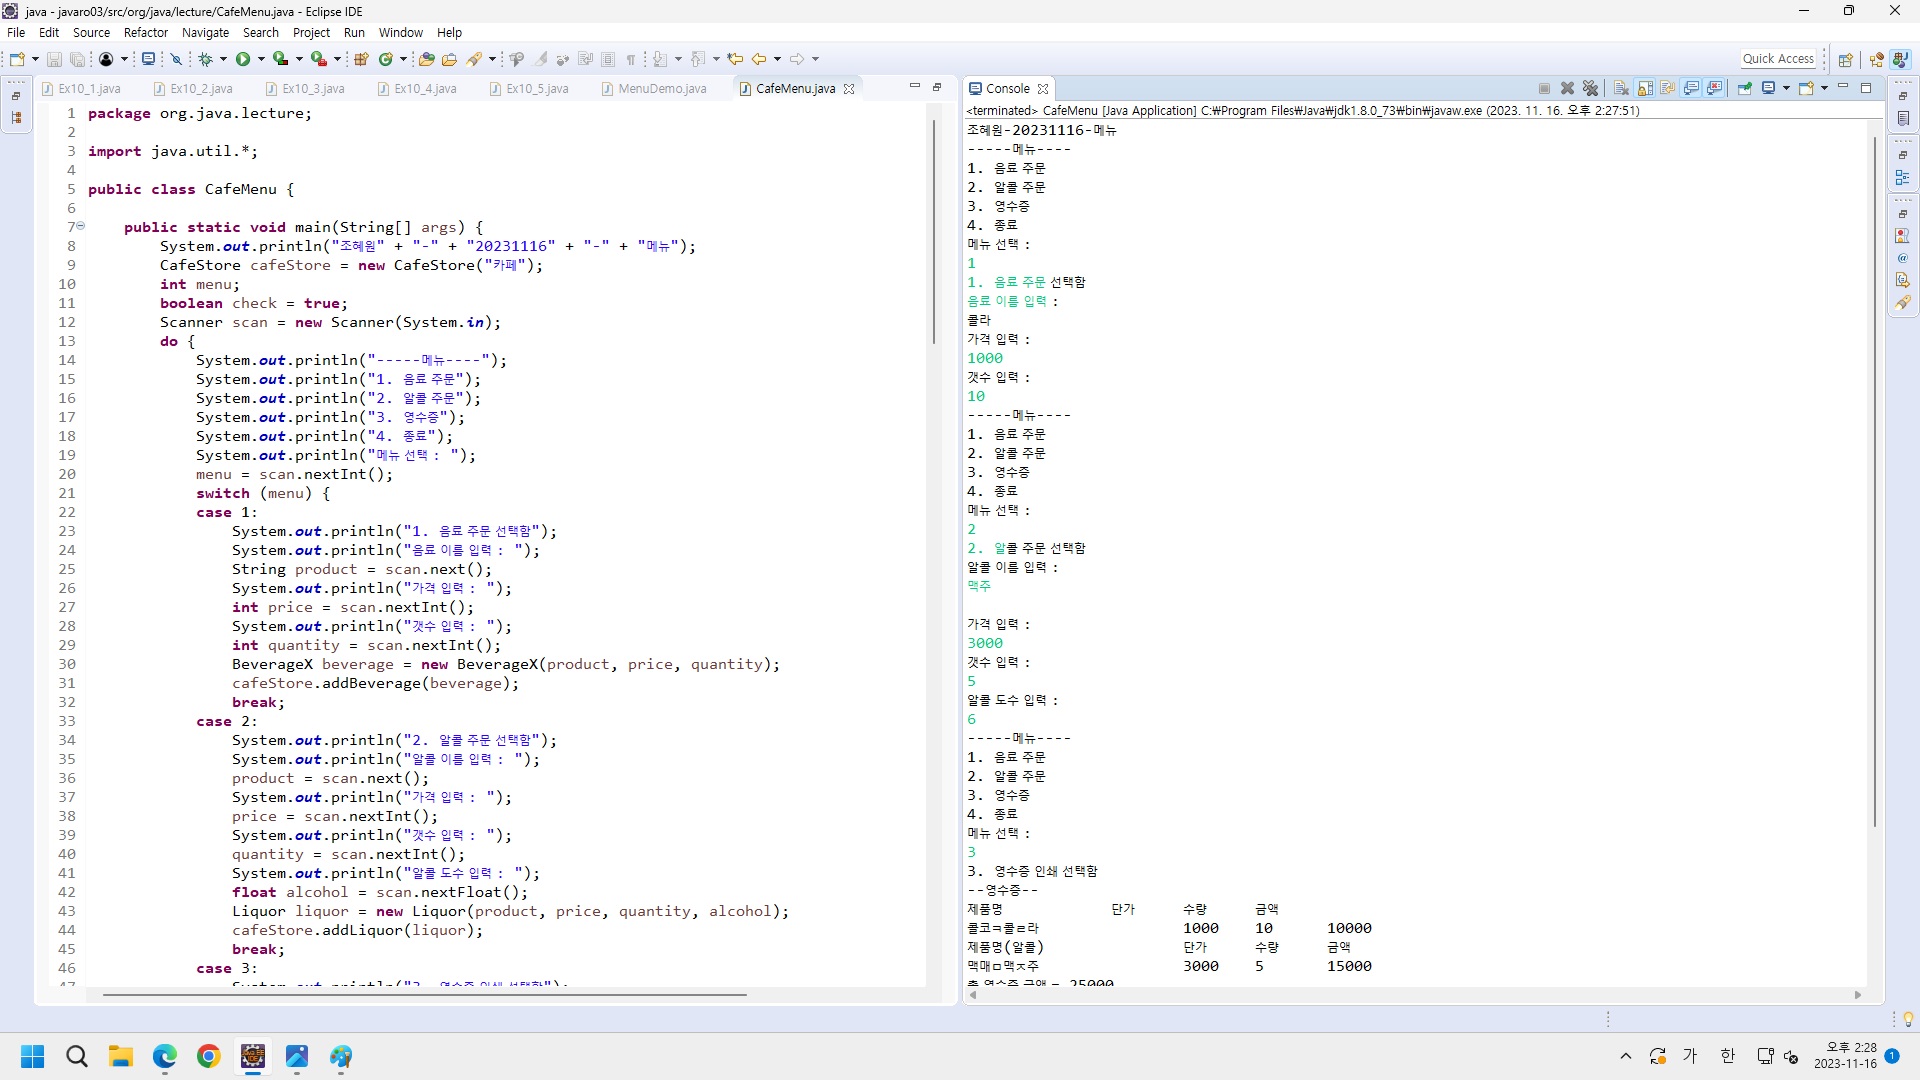 java - javaro03/src/org/java/lecture/CafeMenu.java - Eclipse IDE
File Edit Source Refactor Navigate Search Project Run Window Help
Quick Access
Ex10_1.java Ex10_2.java Ex10_3.java Ex10_4.java Ex10_5.java MenuDemo.java CafeMenu.java
1 package org.java.lecture;
2
3 import java.util.*;
4
5 public class CafeMenu {
6
7 public static void main(String[] args) {
8 System.out.println("조혜원" + "-" + "20231116" + "-" + "메뉴");
9 CafeStore cafeStore = new CafeStore("카페");
10 int menu;
11 boolean check = true;
12 Scanner scan = new Scanner(System.in);
13 do {
14 System.out.println("-----메뉴----");
15 System.out.println("1. 음료 주문");
16 System.out.println("2. 알콜 주문");
17 System.out.println("3. 영수증");
18 System.out.println("4. 종료");
19 System.out.println("메뉴 선택 : ");
20 menu = scan.nextInt();
21 switch (menu) {
22 case 1:
23 System.out.println("1. 음료 주문 선택함");
24 System.out.println("음료 이름 입력 : ");
25 String product = scan.next();
26 System.out.println("가격 입력 : ");
27 int price = scan.nextInt();
28 System.out.println("갯수 입력 : ");
29 int quantity = scan.nextInt();
30 BeverageX beverage = new BeverageX(product, price, quantity);
31 cafeStore.addBeverage(beverage);
32 break;
33 case 2:
34 System.out.println("2. 알콜 주문 선택함");
35 System.out.println("알콜 이름 입력 : ");
36 product = scan.next();
37 System.out.println("가격 입력 : ");
38 price = scan.nextInt();
39 System.out.println("갯수 입력 : ");
40 quantity = scan.nextInt();
41 System.out.println("알콜 도수 입력 : ");
42 float alcohol = scan.nextFloat();
43 Liquor liquor = new Liquor(product, price, quantity, alcohol);
44 cafeStore.addLiquor(liquor);
45 break;
46 case 3:
47 System.out.println("3. 영수증 인쇄 선택함");
Console
<terminated> CafeMenu [Java Application] C:₩Program Files₩Java₩jdk1.8.0_73₩bin₩javaw.exe (2023. 11. 16. 오후 2:27:51)
조혜원-20231116-메뉴
-----메뉴----
1. 음료 주문
2. 알콜 주문
3. 영수증
4. 종료
메뉴 선택 :
1
1. 음료 주문 선택함
음료 이름 입력 :
콜라
가격 입력 :
1000
갯수 입력 :
10
-----메뉴----
1. 음료 주문
2. 알콜 주문
3. 영수증
4. 종료
메뉴 선택 :
2
2. 알콜 주문 선택함
알콜 이름 입력 :
맥주
가격 입력 :
3000
갯수 입력 :
5
알콜 도수 입력 :
6
-----메뉴----
1. 음료 주문
2. 알콜 주문
3. 영수증
4. 종료
메뉴 선택 :
3
3. 영수증 인쇄 선택함
--영수증--
제품명 단가 수량 금액
콜코ㅋ콜ㄹ라 1000 10 10000
제품명(알콜) 단가 수량 금액
맥매ㅁ맥ㅈ주 3000 5 15000
총 영수증 금액 = 25000
가 한
오후 2:28
2023-11-16
1